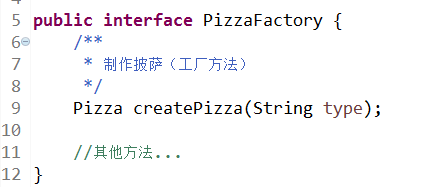 5 public interface PizzaFactory {
6 /**
7 * 制作披萨（工厂方法）
8 */
9 Pizza createPizza(String type);
10
11 //其他方法...
12 }